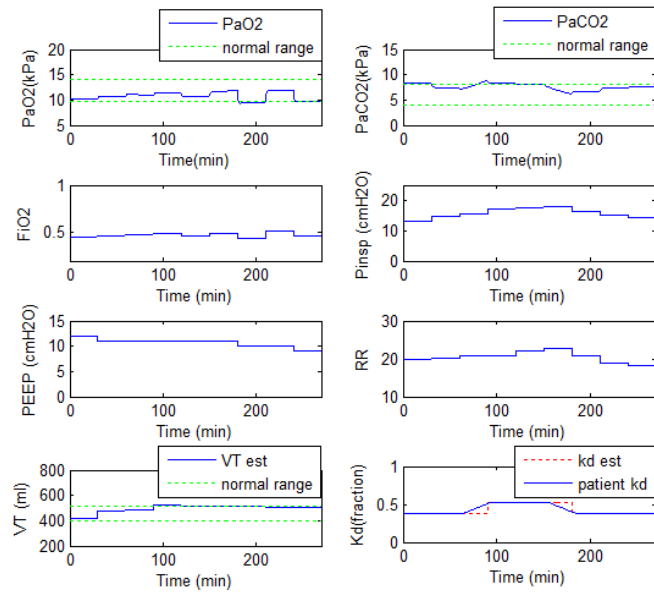 PaO2
normal range
PaO2(kPa)
20
15
10
5
0
100
200
Time(min)
PaCO2
normal range
PaCO2(kPa)
15
10
5
0
0
100
200
Time(min)
FiO2
1
0.5
0
100
200
Time (min)
Pinsp (cmH2O)
20
10
0
0
100
200
Time (min)
PEEP (cmH2O)
15
10
5
0
0
100
200
Time (min)
RR
30
20
10
0
100
200
Time (min)
VT est
normal range
VT (ml)
800
600
400
200
0
100
200
Time (min)
kd est
patient kd
Kd(fraction)
1
0.5
0
0
100
200
Time (min)